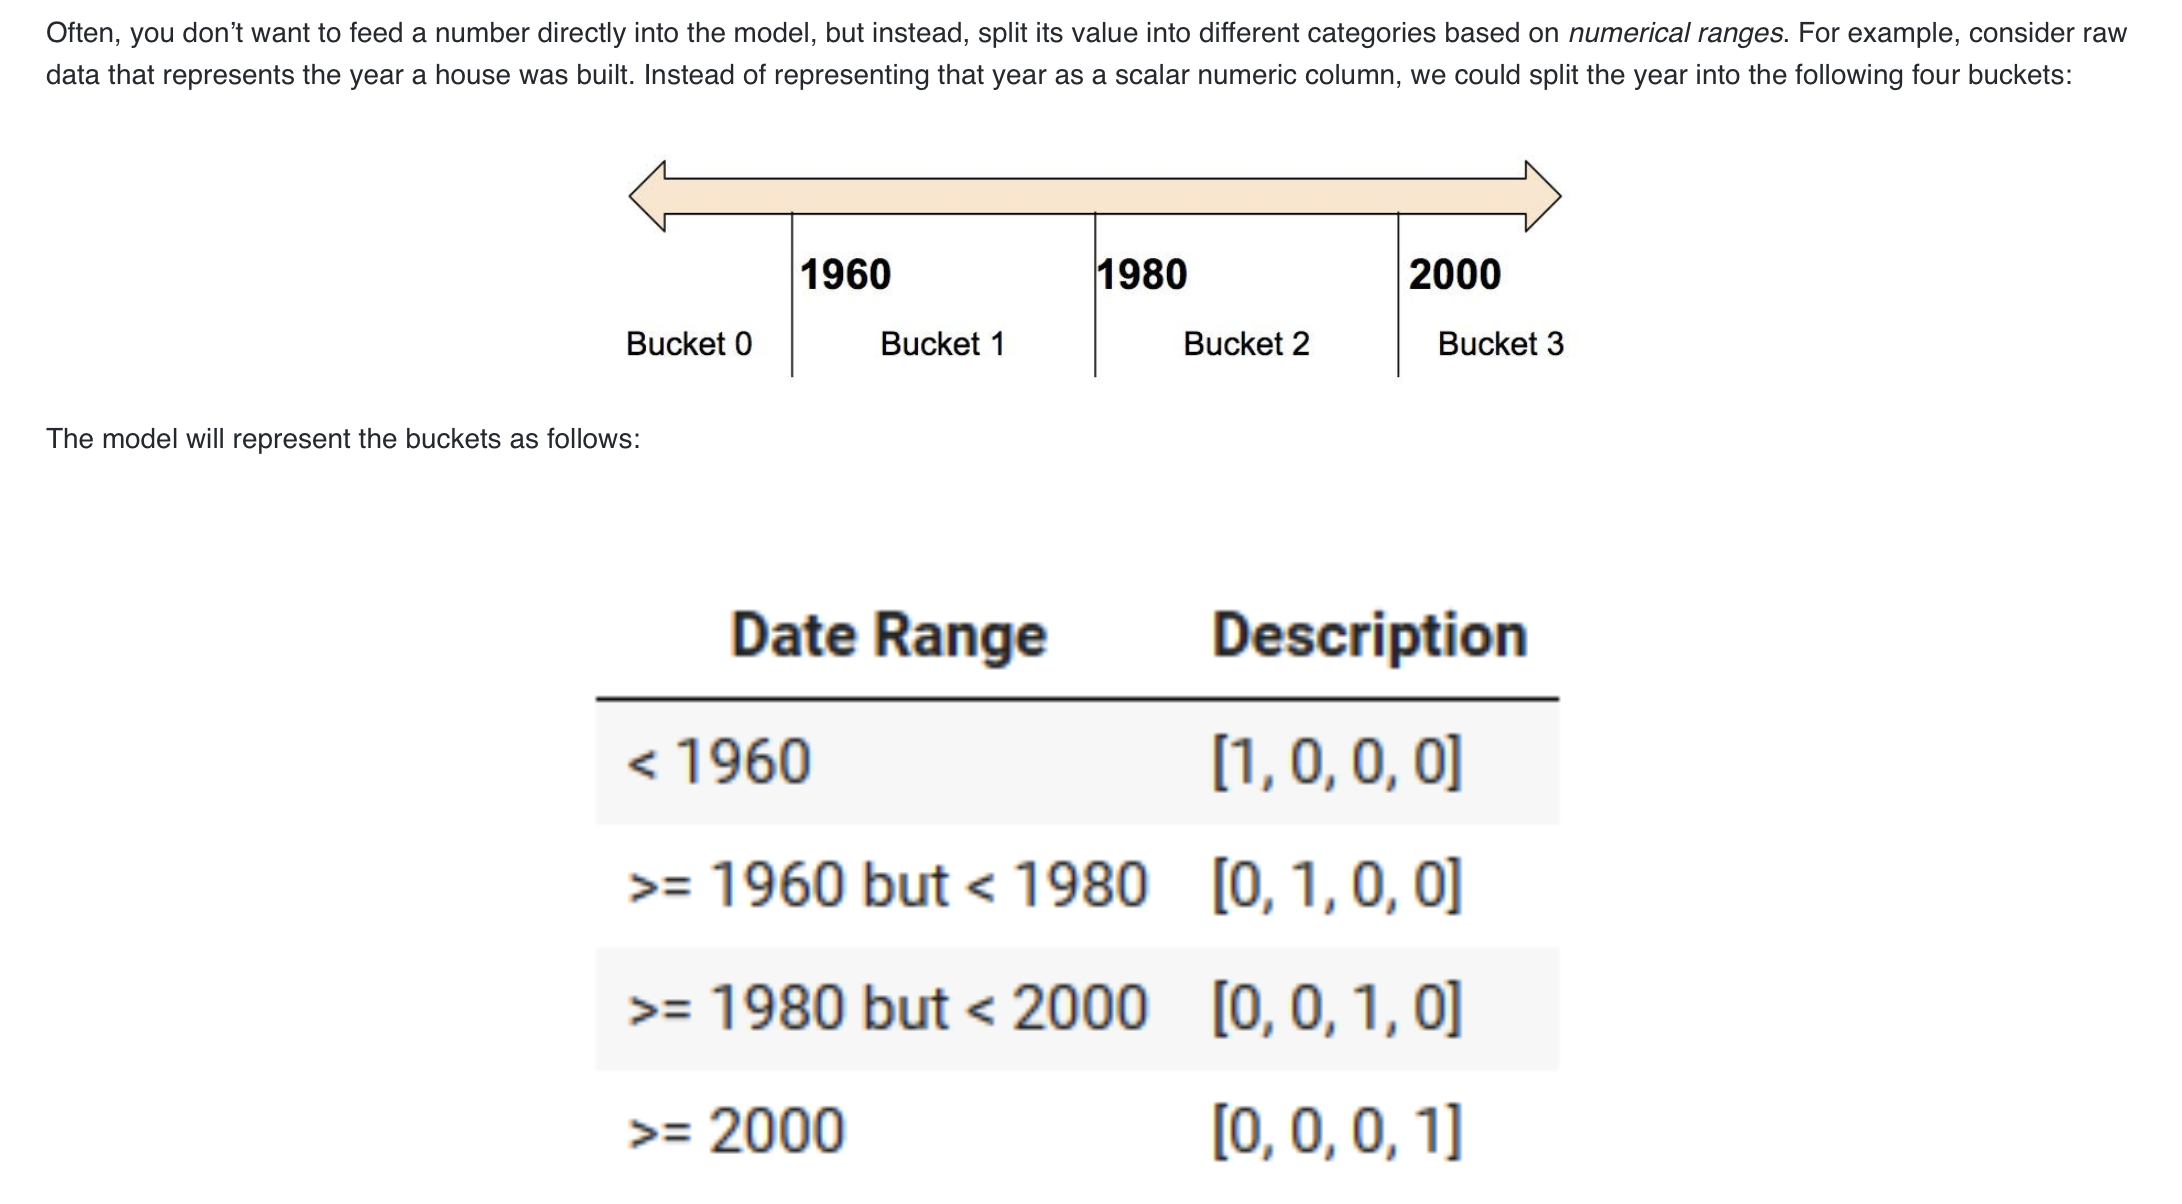 Often, you don’t want to feed a number directly into the model, but instead, split its value into different categories based on numerical ranges. For example, consider raw
data that represents the year a house was built. Instead of representing that year as a scalar numeric column, we could split the year into the following four buckets:
1960 1980 2000
Bucket 0 Bucket 1 Bucket 2 Bucket 3
The model will represent the buckets as follows:
Date Range Description
< 1960 [1, 0, 0, 0]
>= 1960 but < 1980 [0, 1, 0, 0]
>= 1980 but < 2000 [0, 0, 1, 0]
>= 2000 [0, 0, 0, 1]